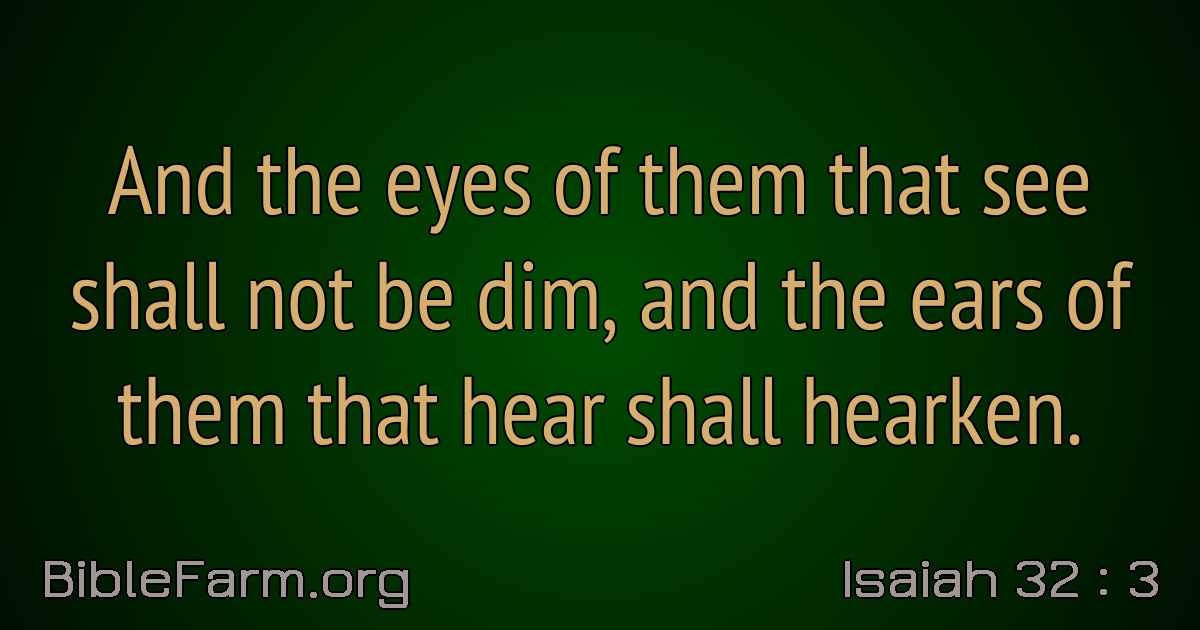 And the eyes of them that see
shall not be dim, and the ears of
them that hear shall hearken.
BibleFarm.org
Isaiah 32 : 3